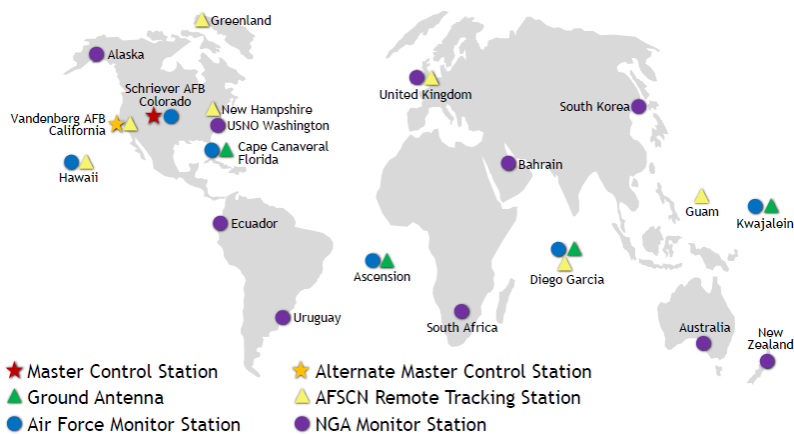 Greenland
Alaska
Schriever AFB
Colorado
Vandenberg AFB
California
New Hampshire
USNO Washington
Cape Canaveral
Florida
Hawaii
United Kingdom
South Korea
Bahrain
Guam
Kwajalein
Ecuador
Ascension
Diego Garcia
Uruguay
South Africa
Australia
New
Zealand
Master Control Station
Alternate Master Control Station
Ground Antenna
AFSCN Remote Tracking Station
Air Force Monitor Station
NGA Monitor Station